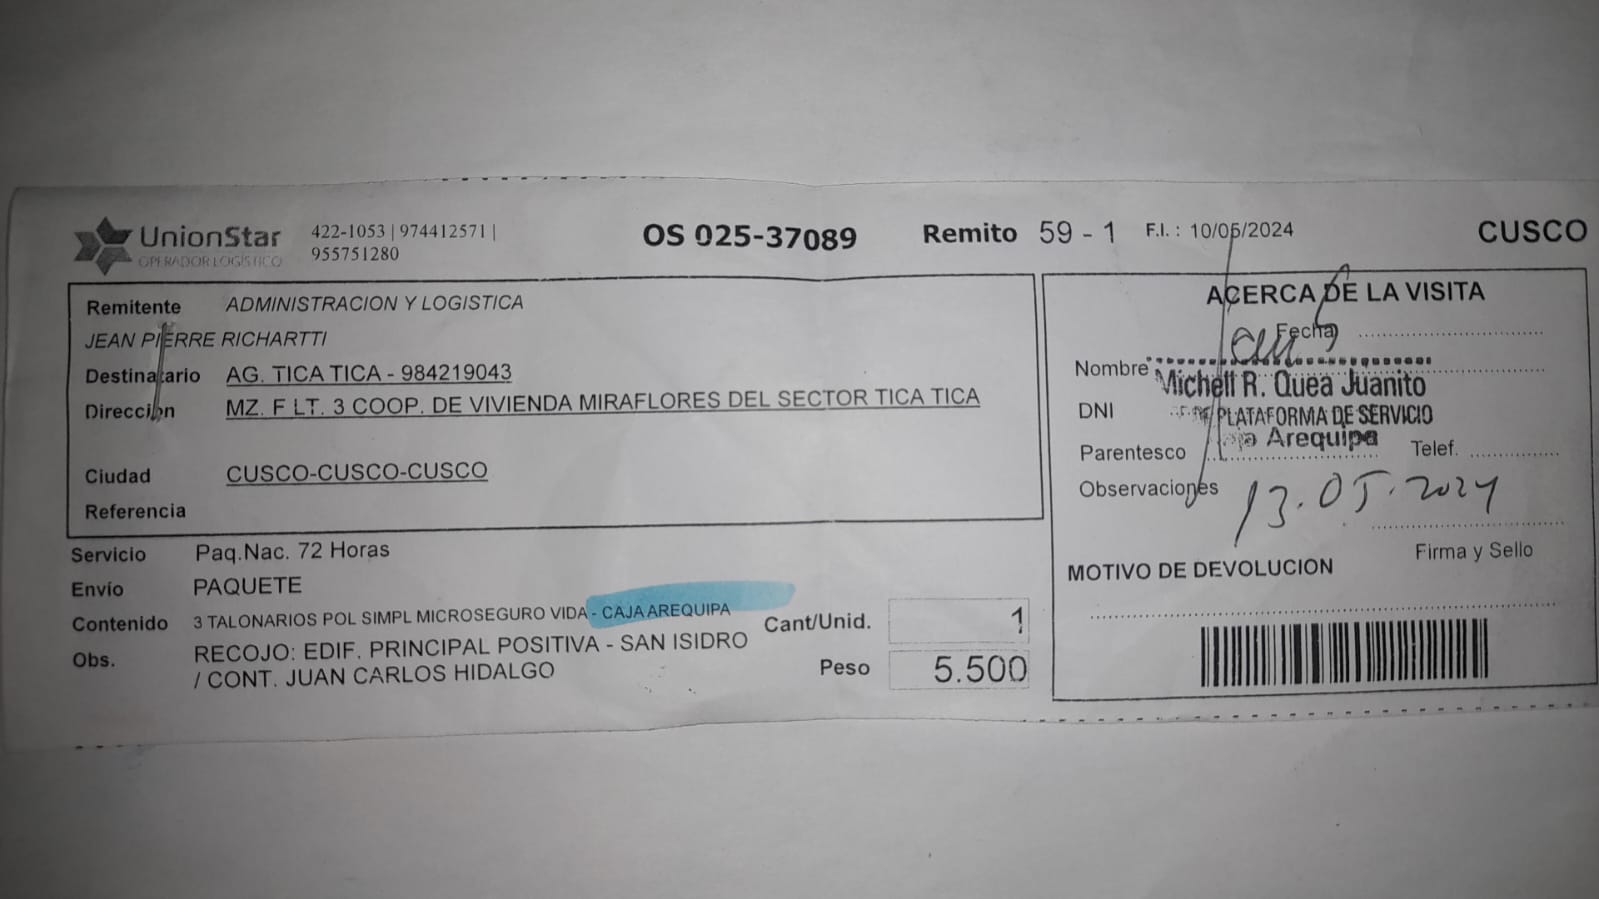 UnionStar
OPERADOR LOGÍSTICO
422-1053 | 974412571 |
955751280
OS 025-37089
Remito 59 - 1
F.I. : 10/05/2024
CUSCO
Remitente ADMINISTRACION Y LOGISTICA
JEAN PIERRE RICHARTTI
Destinatario AG. TICA TICA - 984219043
Dirección MZ. F LT. 3 COOP. DE VIVIENDA MIRAFLORES DEL SECTOR TICA TICA
Ciudad CUSCO-CUSCO-CUSCO
Referencia
Servicio Paq.Nac. 72 Horas
Envío PAQUETE
Contenido 3 TALONARIOS POL SIMPL MICROSEGURO VIDA - CAJA AREQUIPA
Obs. RECOJO: EDIF. PRINCIPAL POSITIVA - SAN ISIDRO
/ CONT. JUAN CARLOS HIDALGO
Cant/Unid. 1
Peso 5.500
ACERCA DE LA VISITA
Fecha
Nombre
Michell R. Quea Juanito
DNI
PLATAFORMA DE SERVICIO
Parentesco
Arequipa
Telef.
Observaciones
13.05.2024
Firma y Sello
MOTIVO DE DEVOLUCION